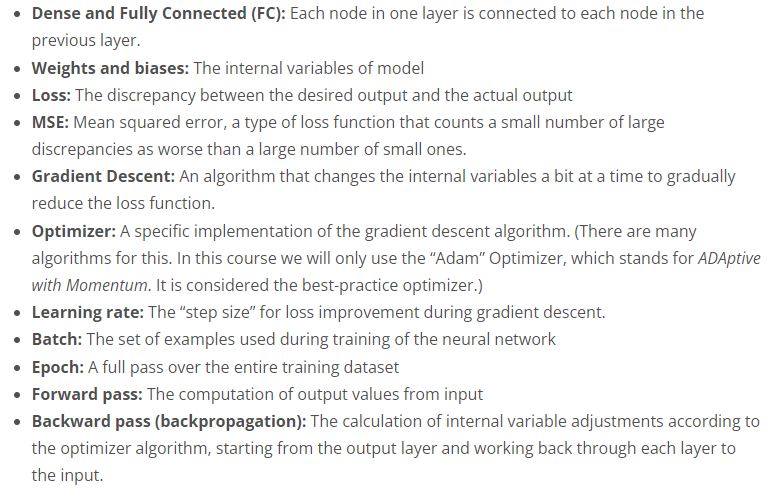 • Dense and Fully Connected (FC): Each node in one layer is connected to each node in the
previous layer.
• Weights and biases: The internal variables of model
• Loss: The discrepancy between the desired output and the actual output
• MSE: Mean squared error, a type of loss function that counts a small number of large
discrepancies as worse than a large number of small ones.
• Gradient Descent: An algorithm that changes the internal variables a bit at a time to gradually
reduce the loss function.
• Optimizer: A specific implementation of the gradient descent algorithm. (There are many
algorithms for this. In this course we will only use the “Adam” Optimizer, which stands for ADAptive
with Momentum. It is considered the best-practice optimizer.)
• Learning rate: The “step size” for loss improvement during gradient descent.
• Batch: The set of examples used during training of the neural network
• Epoch: A full pass over the entire training dataset
• Forward pass: The computation of output values from input
• Backward pass (backpropagation): The calculation of internal variable adjustments according to
the optimizer algorithm, starting from the output layer and working back through each layer to
the input.